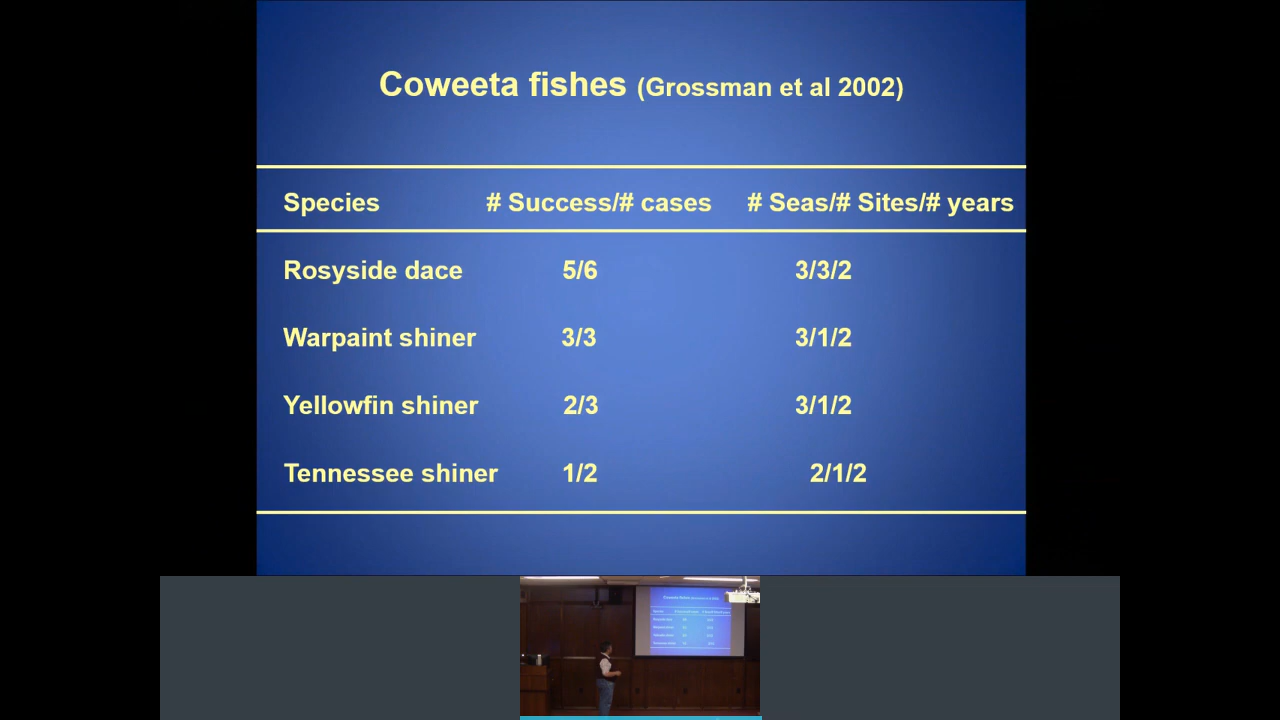 Coweeta fishes (Grossman et al 2002)
Species # Success/# cases # Seas/# Sites/# years
Rosyside dace 5/6 3/3/2
Warpaint shiner 3/3 3/1/2
Yellowfin shiner 2/3 3/1/2
Tennessee shiner 1/2 2/1/2